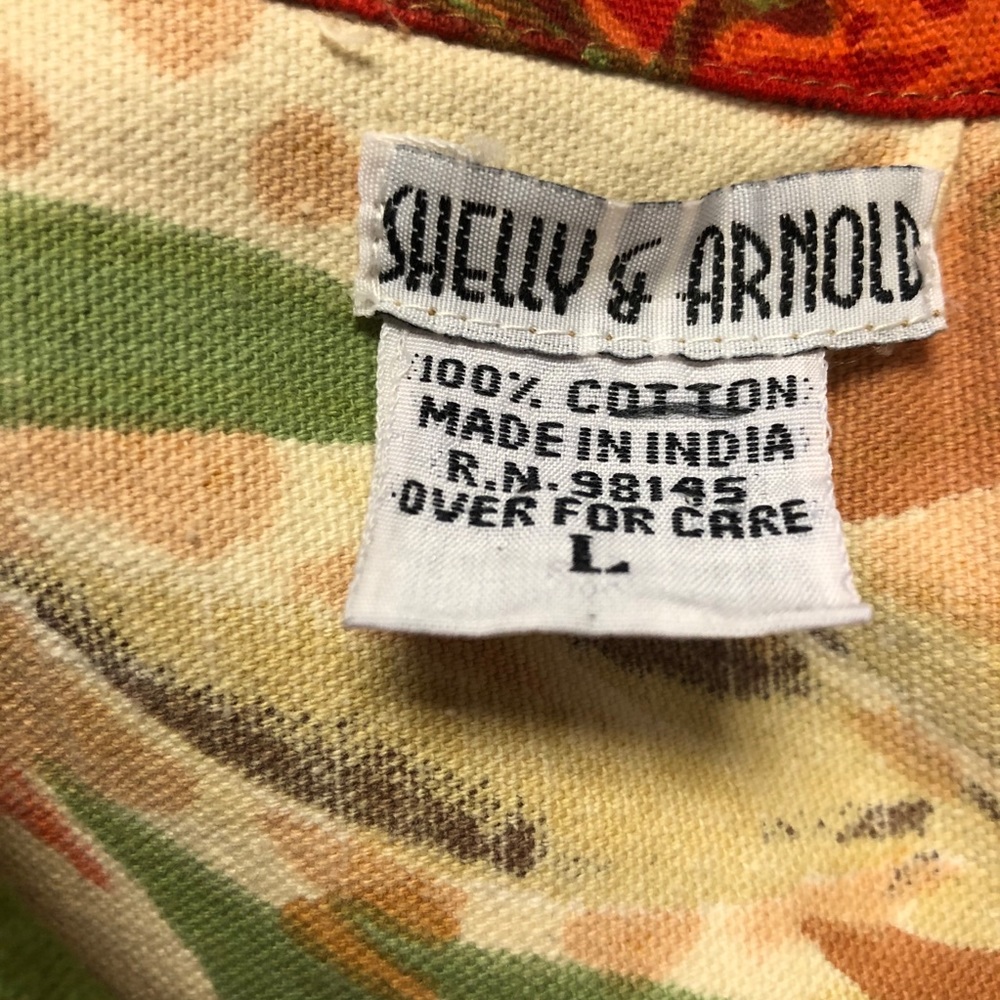 SHELLY & ARNOLD
100% COTTON
MADE IN INDIA
R.N. 98145
OVER FOR CARE
L